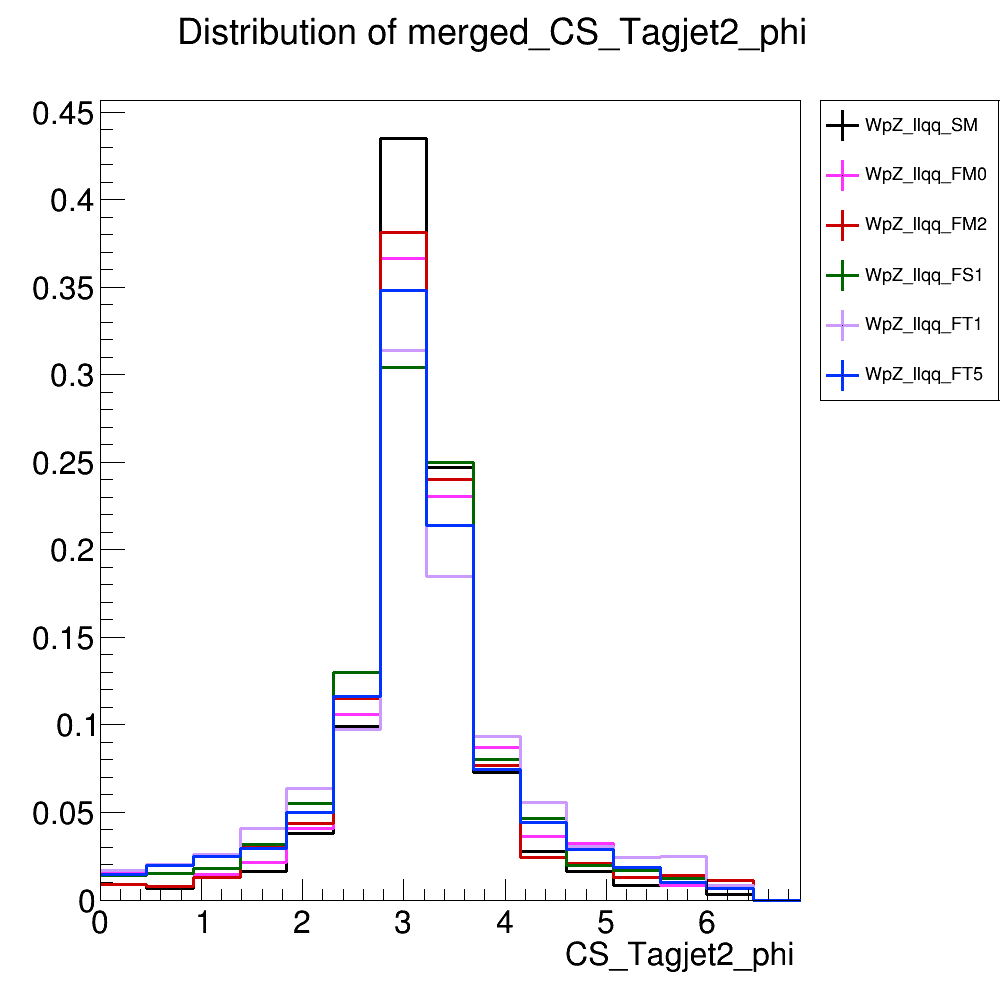 Distribution of merged_CS_Tagjet2_phi
0.45
0.4
0.35
0.3
0.25
0.2
0.15
0.1
0.05
0
0 1 2 3 4 5 6
CS_Tagjet2_phi
WpZ_llqq_SM
WpZ_llqq_FM0
WpZ_llqq_FM2
WpZ_llqq_FS1
WpZ_llqq_FT1
WpZ_llqq_FT5